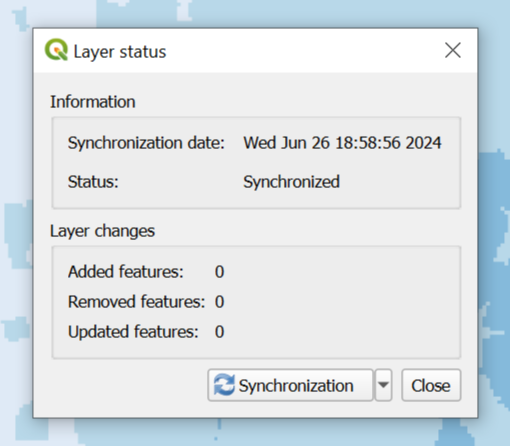 Layer status
Information
Synchronization date: Wed Jun 26 18:58:56 2024
Status: Synchronized
Layer changes
Added features: 0
Removed features: 0
Updated features: 0
Synchronization Close